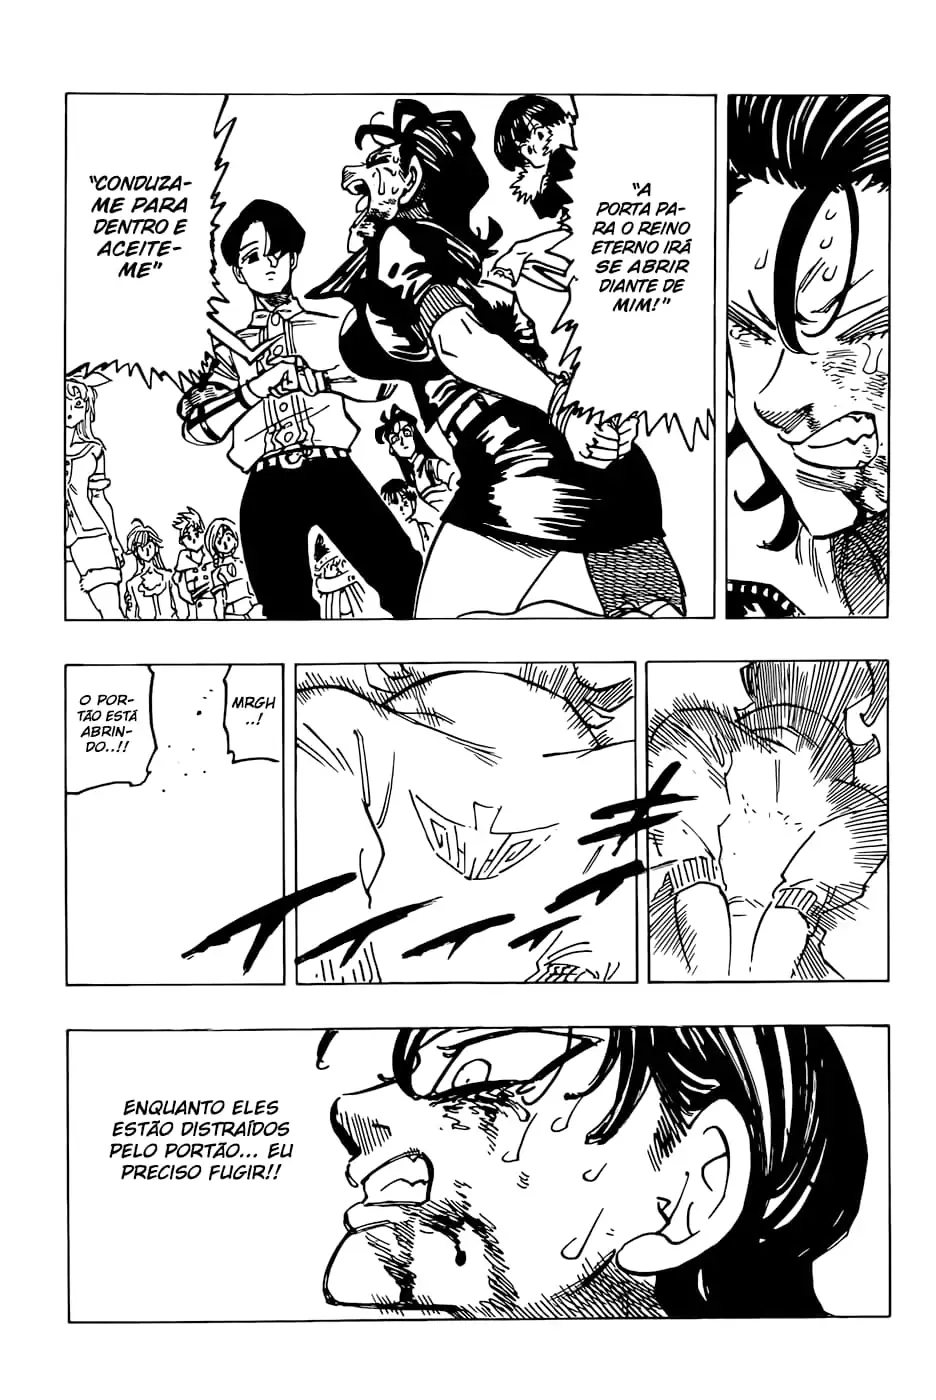 "A
PORTA PA-
RA O REINO
ETERNO IRÁ
SE ABRIR
DIANTE DE
MIM!"
"CONDUZA-
ME PARA
DENTRO E
ACEITE-
ME"
MRGH
..!
O POR-
TÃO ESTÁ
ABRIN-
DO..!!
ENQUANTO ELES
ESTÃO DISTRAÍDOS
PELO PORTÃO... EU
PRECISO FUGIR!!